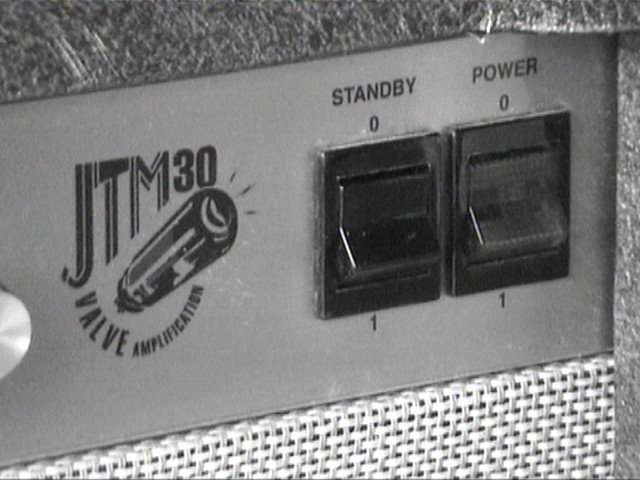 STANDBY
POWER
0
0
JTM30
VALVE AMPLIFICATION
1
1